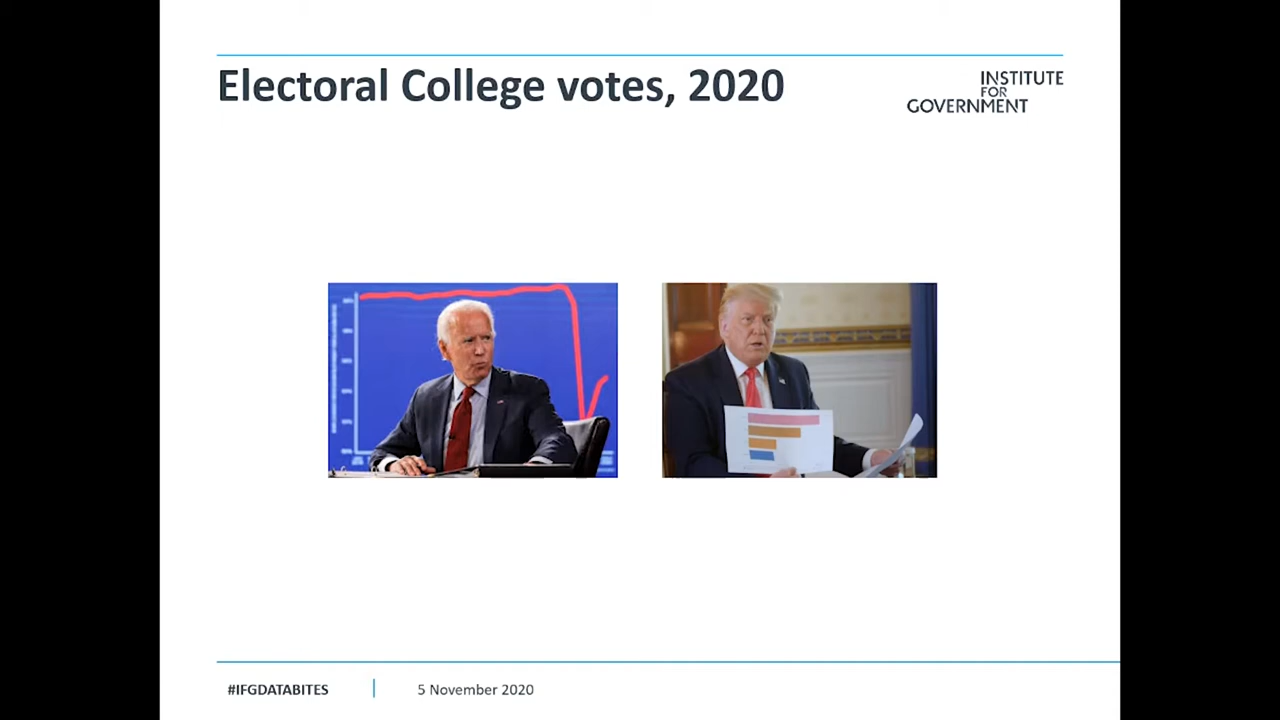 Electoral College votes, 2020
INSTITUTE
FOR
GOVERNMENT
#IFGDATABITES
5 November 2020